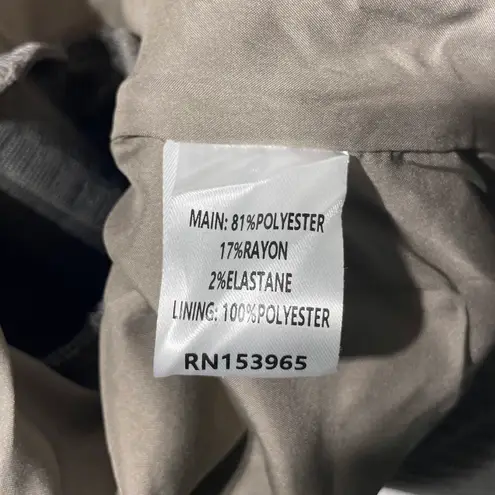 MAIN: 81%POLYESTER
17%RAYON
2%ELASTANE
LINING: 100%POLYESTER
RN153965